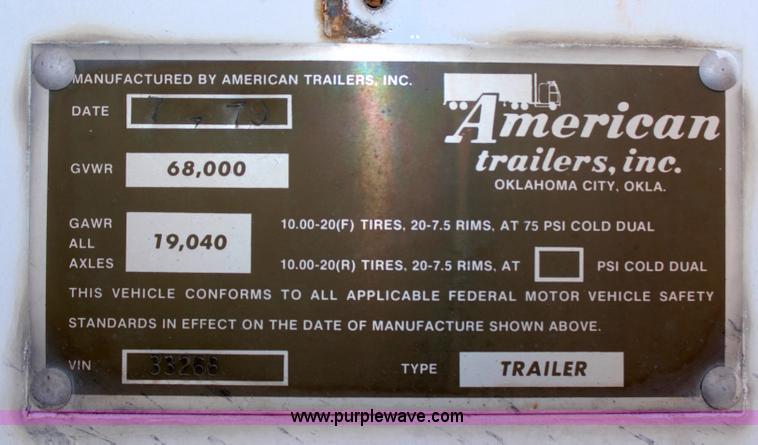 MANUFACTURED BY AMERICAN TRAILERS, INC.
American
trailers, inc.
OKLAHOMA CITY, OKLA.
DATE
GVWR 68,000
GAWR ALL AXLES 19,040
10.00-20(F) TIRES, 20-7.5 RIMS, AT 75 PSI COLD DUAL
10.00-20(R) TIRES, 20-7.5 RIMS, AT PSI COLD DUAL
THIS VEHICLE CONFORMS TO ALL APPLICABLE FEDERAL MOTOR VEHICLE SAFETY
STANDARDS IN EFFECT ON THE DATE OF MANUFACTURE SHOWN ABOVE.
VIN 33266 TYPE TRAILER
www.purplewave.com